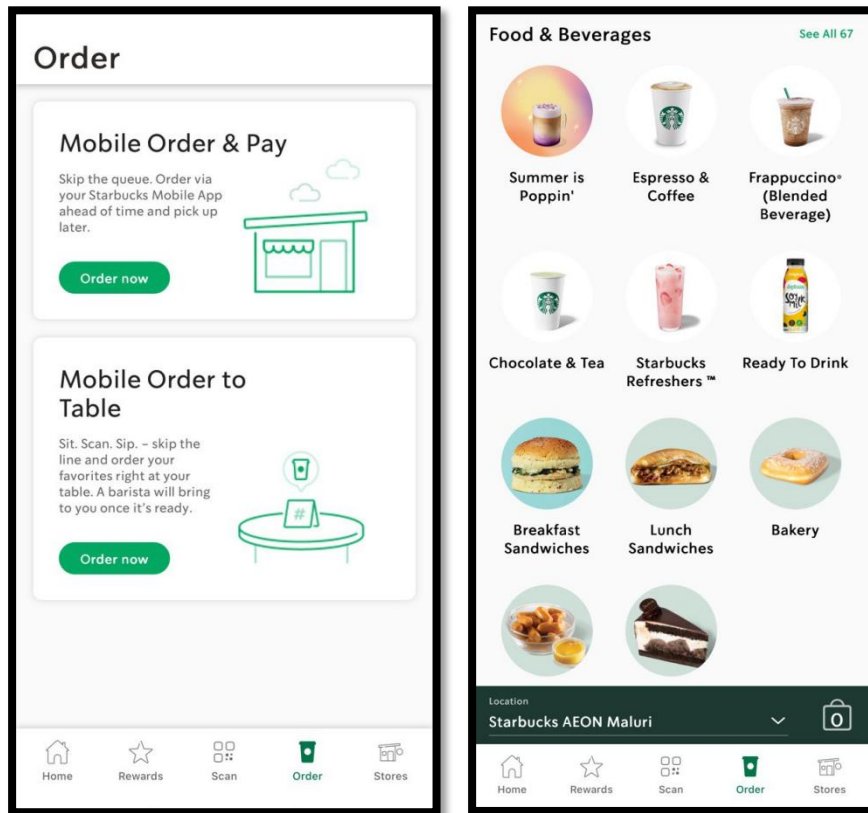 Order
Mobile Order & Pay
Skip the queue. Order via
your Starbucks Mobile App
ahead of time and pick up
later.
Order now
Mobile Order to
Table
Sit. Scan. Sip. – skip the
line and order your
favorites right at your
table. A barista will bring
to you once it's ready.
#
Order now
Home Rewards Scan Order Stores
Food & Beverages See All 67
Summer is
Poppin'
Espresso &
Coffee
Frappuccino®
(Blended
Beverage)
Chocolate & Tea
Starbucks
Refreshers ™
Ready To Drink
Breakfast
Sandwiches
Lunch
Sandwiches
Bakery
Location
Starbucks AEON Maluri
0
Home Rewards Scan Order Stores